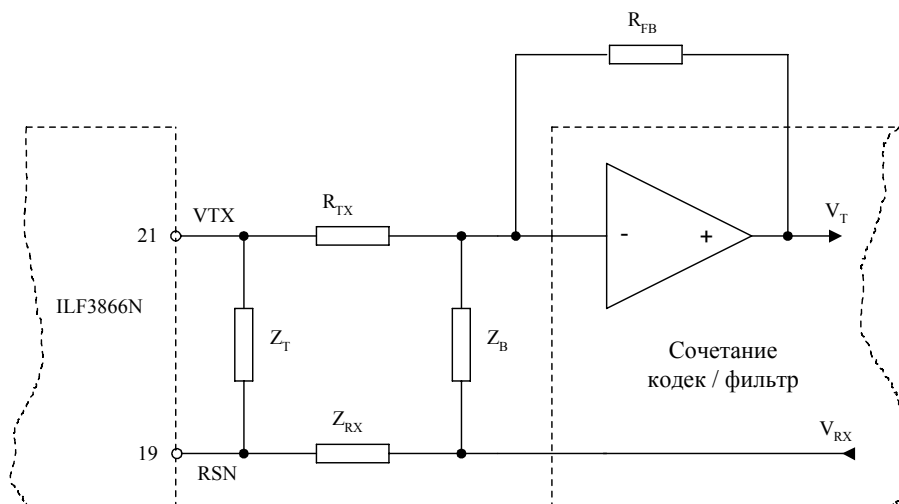 R_FB
VTX
R_TX
V_T
21
-
+
ILF3866N
Z_T
Z_B
Сочетание
кодек / фильтр
Z_RX
V_RX
19
RSN